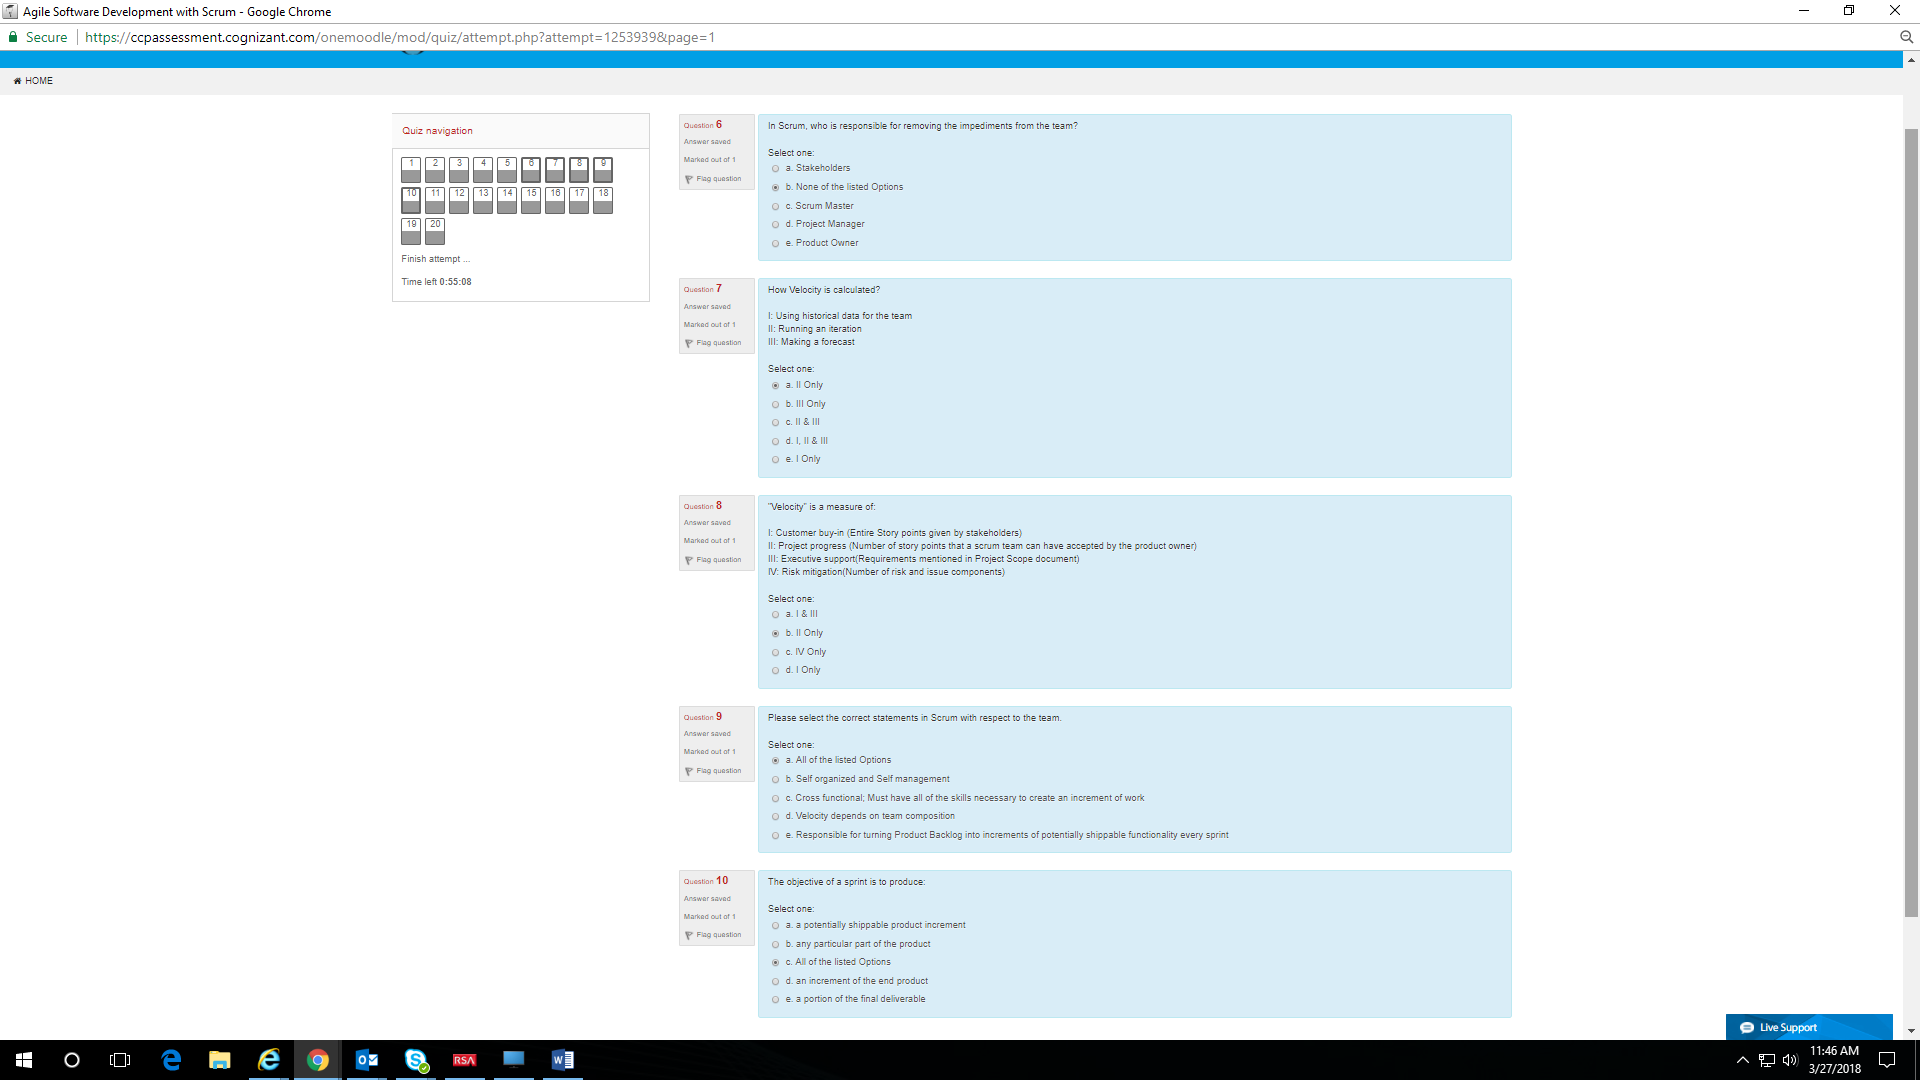 Agile Software Development with Scrum - Google Chrome
Secure https://ccpassessment.cognizant.com/onemoodle/mod/quiz/attempt.php?attempt=1253939&page=1
HOME
Quiz navigation
1 2 3 4 5 6 7 8 9
10 11 12 13 14 15 16 17 18
19 20
Finish attempt ...
Time left 0:55:08
Question 6
Answer saved
Marked out of 1
Flag question
In Scrum, who is responsible for removing the impediments from the team?
Select one:
a. Stakeholders
b. None of the listed Options
c. Scrum Master
d. Project Manager
e. Product Owner
Question 7
Answer saved
Marked out of 1
Flag question
How Velocity is calculated?
I: Using historical data for the team
II: Running an iteration
III: Making a forecast
Select one:
a. II Only
b. III Only
c. II & III
d. I, II & III
e. I Only
Question 8
Answer saved
Marked out of 1
Flag question
"Velocity" is a measure of:
I: Customer buy-in (Entire Story points given by stakeholders)
II: Project progress (Number of story points that a scrum team can have accepted by the product owner)
III: Executive support(Requirements mentioned in Project Scope document)
IV: Risk mitigation(Number of risk and issue components)
Select one:
a. I & III
b. II Only
c. IV Only
d. I Only
Question 9
Answer saved
Marked out of 1
Flag question
Please select the correct statements in Scrum with respect to the team.
Select one:
a. All of the listed Options
b. Self organized and Self management
c. Cross functional; Must have all of the skills necessary to create an increment of work
d. Velocity depends on team composition
e. Responsible for turning Product Backlog into increments of potentially shippable functionality every sprint
Question 10
Answer saved
Marked out of 1
Flag question
The objective of a sprint is to produce:
Select one:
a. a potentially shippable product increment
b. any particular part of the product
c. All of the listed Options
d. an increment of the end product
e. a portion of the final deliverable
Live Support
RSA
11:46 AM
3/27/2018